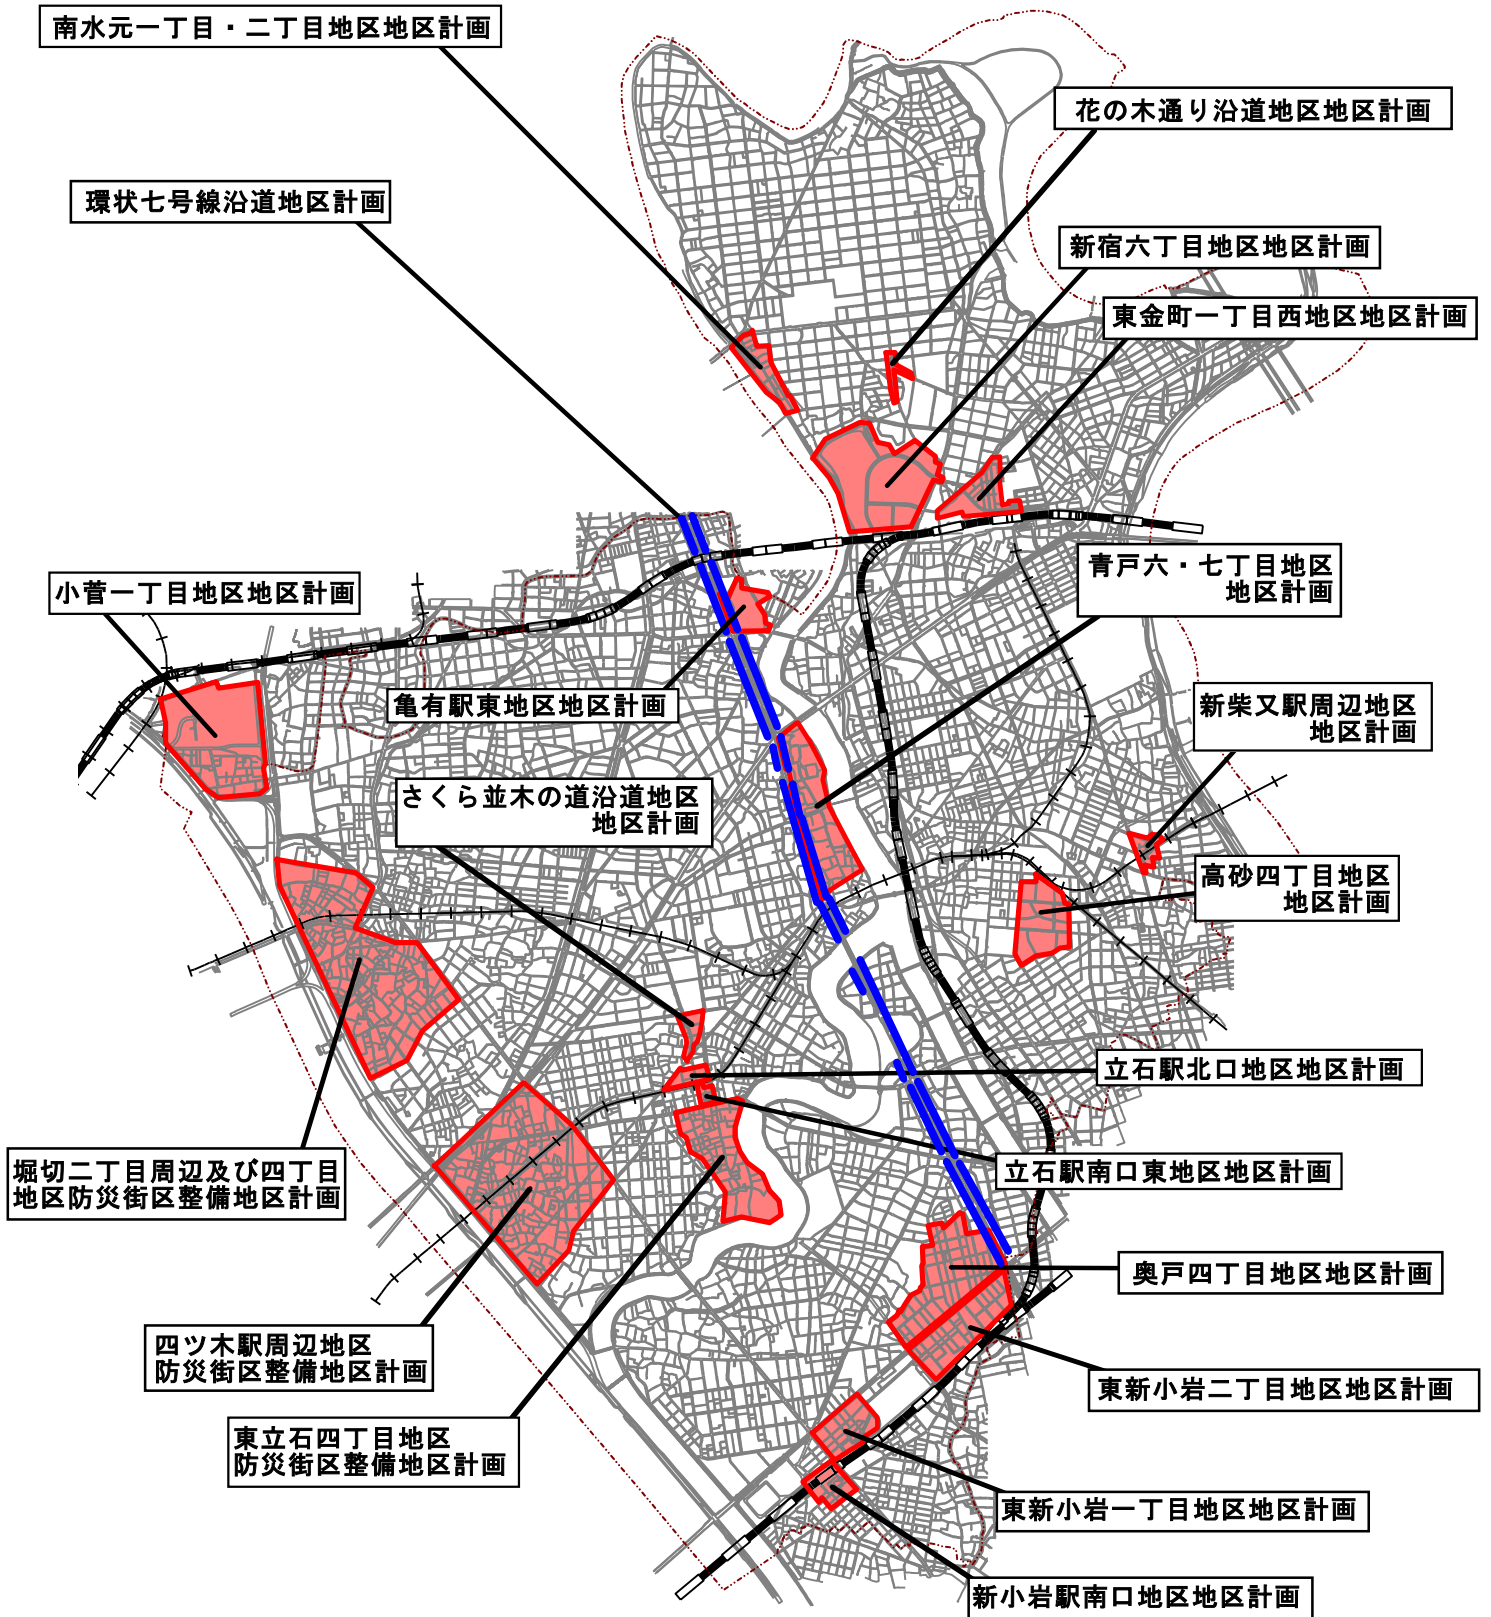 南水元一丁目・二丁目地区地区計画
花の木通り沿道地区地区計画
環状七号線沿道地区計画
新宿六丁目地区地区計画
東金町一丁目西地区地区計画
青戸六・七丁目地区
地区計画
小菅一丁目地区地区計画
亀有駅東地区地区計画
新柴又駅周辺地区
地区計画
さくら並木の道沿道地区
地区計画
高砂四丁目地区
地区計画
立石駅北口地区地区計画
堀切二丁目周辺及び四丁目
地区防災街区整備地区計画
立石駅南口東地区地区計画
奥戸四丁目地区地区計画
四ツ木駅周辺地区
防災街区整備地区計画
東新小岩二丁目地区地区計画
東立石四丁目地区
防災街区整備地区計画
東新小岩一丁目地区地区計画
新小岩駅南口地区地区計画